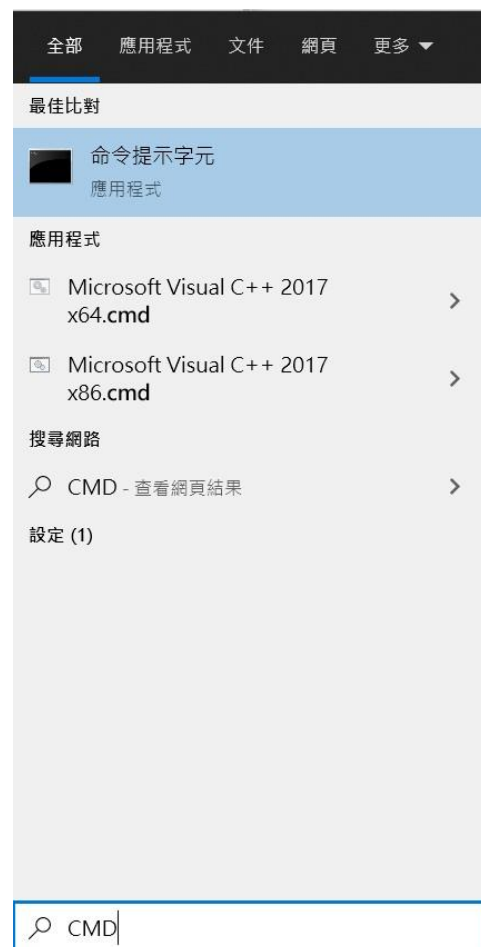 全部 應用程式 文件 網頁 更多
最佳比對
命令提示字元
應用程式
應用程式
Microsoft Visual C++ 2017
x64.cmd
Microsoft Visual C++ 2017
x86.cmd
搜尋網路
CMD - 查看網頁結果
設定 (1)
CMD